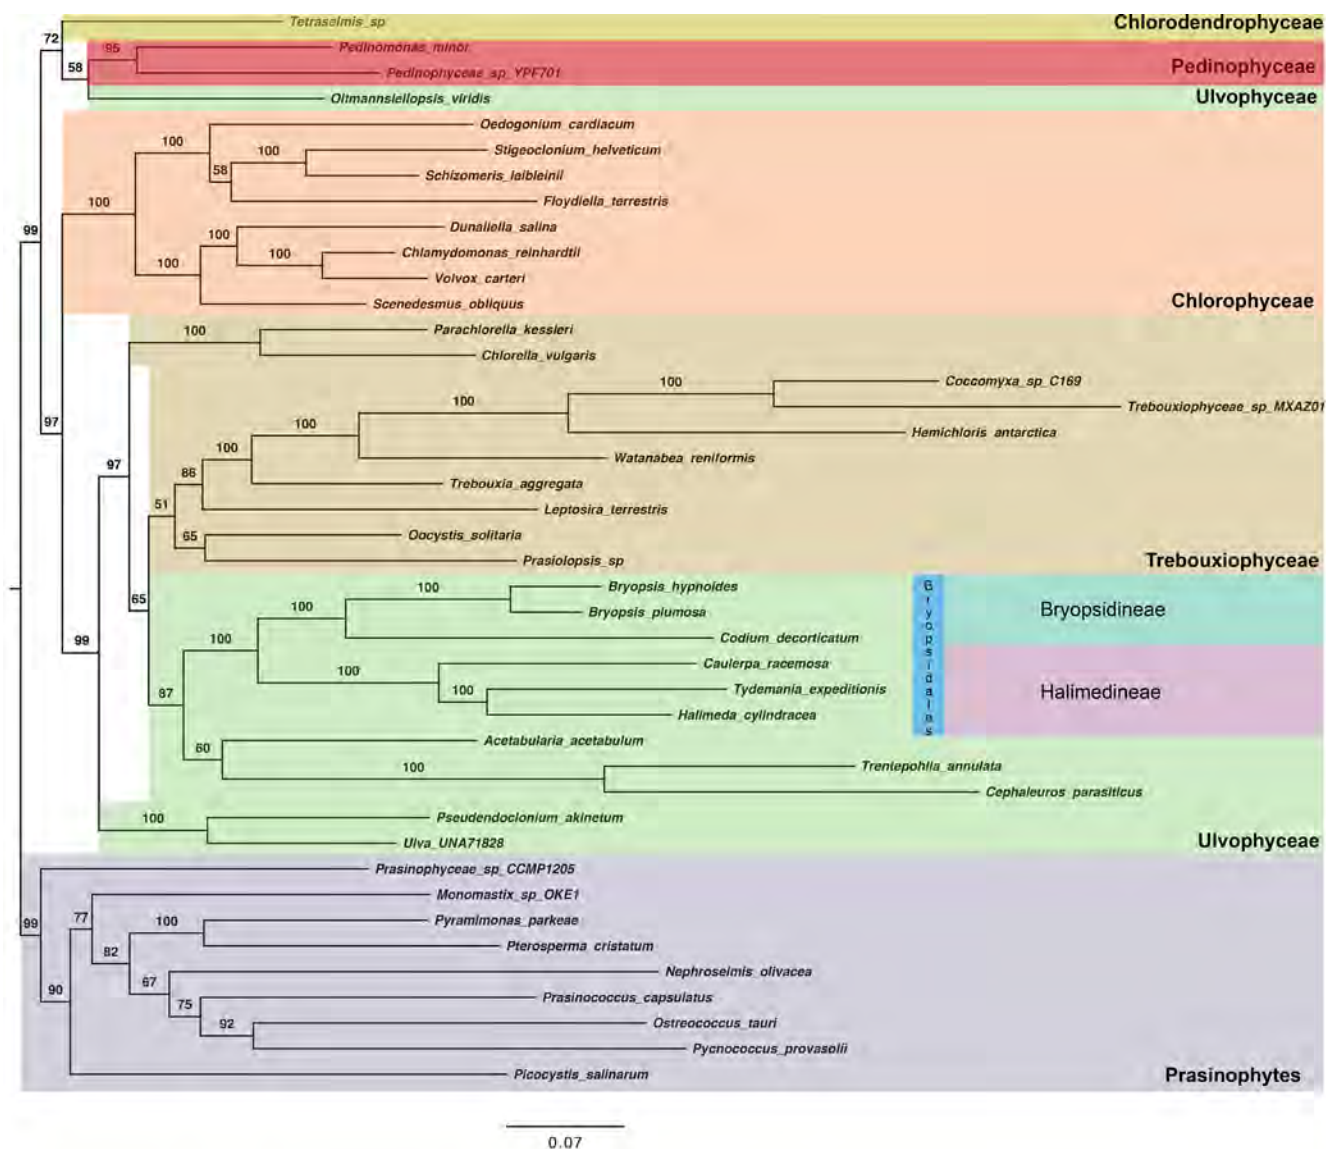 Tetraselmis_sp
Chlorodendrophyceae
72
95
Pedinomonas_minor
58
Pedinophyceae_sp_YPF701
Pedinophyceae
Oltmannsiellopsis_viridis
Ulvophyceae
Oedogonium_cardiacum
100
100
Stigeoclonium_helveticum
58
Schizomeris_leibleinii
100
Floydiella_terrestris
99
100
Dunaliella_salina
100
100
Chlamydomonas_reinhardtii
Volvox_carteri
Scenedesmus_obliquus
Chlorophyceae
100
Parachlorella_kessleri
Chlorella_vulgaris
100
Coccomyxa_sp_C169
100
Trebouxiophyceae_sp_MXAZ01
97
100
Hemichloris_antarctica
97
100
Watanabea_reniformis
86
Trebouxia_aggregata
51
Leptosira_terrestris
65
Oocystis_solitaria
Prasiolopsis_sp
Trebouxiophyceae
65
100
Bryopsis_hypnoides
100
Bryopsis_plumosa
Bryopsidineae
99
100
Codium_decorticatum
Bryopsidales
100
Caulerpa_racemosa
87
100
Tydemania_expeditionis
Halimedineae
Halimeda_cylindracea
60
Acetabularia_acetabulum
100
Trentepohlia_annulata
Cephaleuros_parasiticus
100
Pseudendoclonium_akinetum
Ulva_UNA71828
Ulvophyceae
Prasinophyceae_sp_CCMP1205
99
77
Monomastix_sp_OKE1
100
Pyramimonas_parkeae
82
Pterosperma_cristatum
67
Nephroselmis_olivacea
90
75
Prasinococcus_capsulatus
92
Ostreococcus_tauri
Pycnococcus_provasolii
Picocystis_salinarum
Prasinophytes
0.07